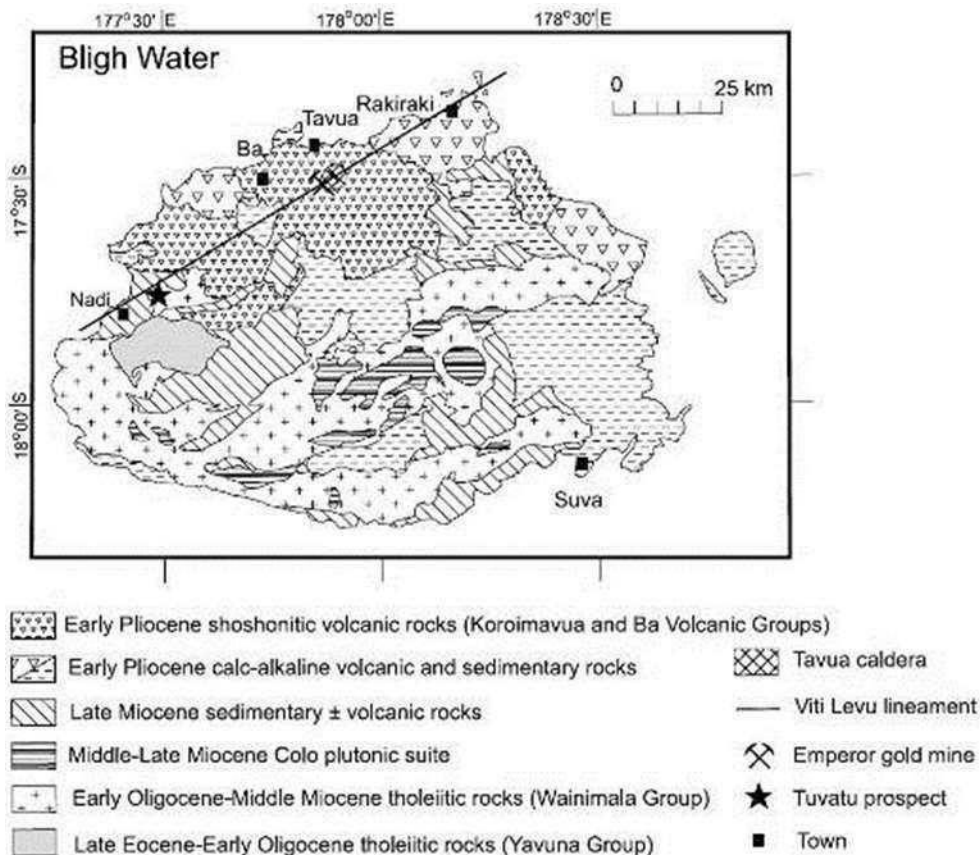 177°30' E 178°00' E 178°30' E
Bligh Water
0 25 km
Rakiraki
Tavua
Ba
17°30' S
Nadi
18°00' S
Suva
Early Pliocene shoshonitic volcanic rocks (Koroimavua and Ba Volcanic Groups)
Early Pliocene calc-alkaline volcanic and sedimentary rocks
Tavua caldera
Late Miocene sedimentary ± volcanic rocks
Viti Levu lineament
Middle-Late Miocene Colo plutonic suite
Emperor gold mine
Early Oligocene-Middle Miocene tholeiitic rocks (Wainimala Group)
Tuvatu prospect
Late Eocene-Early Oligocene tholeiitic rocks (Yavuna Group)
Town